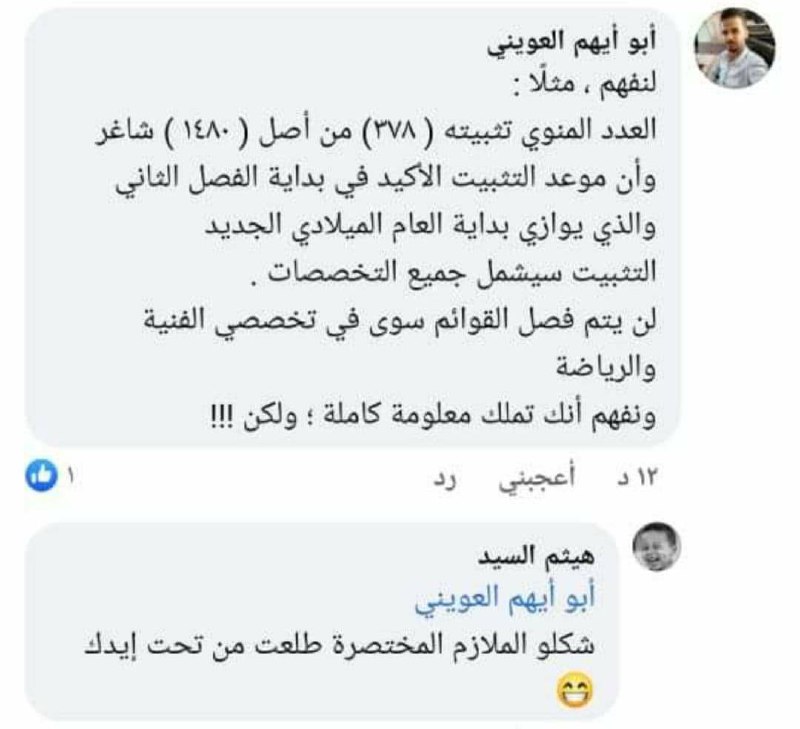 أبو أيهم العويني
لنفهم ، مثلًا :
العدد المنوي تثبيته ( ٣٧٨) من أصل ( ١٤٨٠ ) شاغر
وأن موعد التثبيت الأكيد في بداية الفصل الثاني
والذي يوازي بداية العام الميلادي الجديد
التثبيت سيشمل جميع التخصصات .
لن يتم فصل القوائم سوى في تخصصي الفنية
والرياضة
ونفهم أنك تملك معلومة كاملة ؛ ولكن !!!
١٢ د أعجبني رد ١
هيثم السيد
أبو أيهم العويني
شكلو الملازم المختصرة طلعت من تحت إيدك
😁